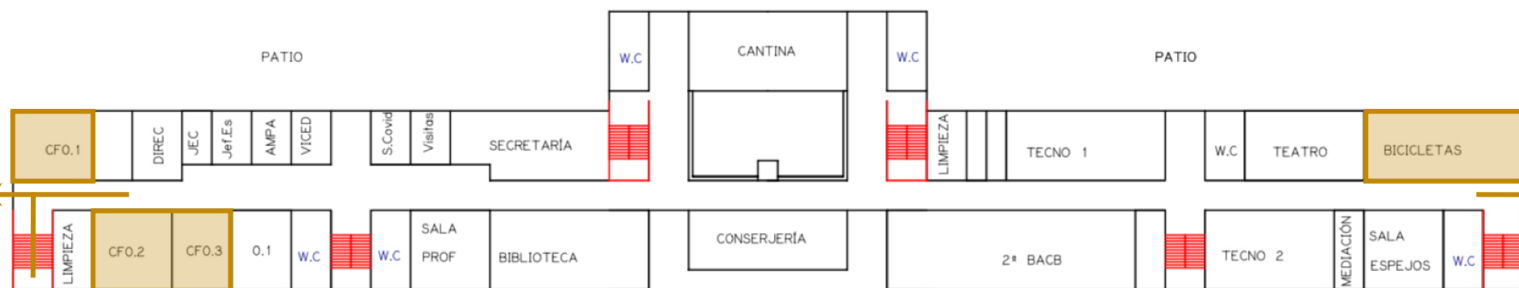 PATIO
W.C
CANTINA
W.C
PATIO
CF0.1
DIREC
JEC
Jef.Es
AMPA
VICED
S.Covid
Visitas
SECRETARÍA
LIMPIEZA
TECNO 1
W.C
TEATRO
BICICLETAS
LIMPIEZA
CF0.2
CF0.3
0.1
W.C
W.C
SALA
PROF
BIBLIOTECA
CONSERJERÍA
2º BACB
TECNO 2
MEDIACIÓN
SALA
ESPEJOS
W.C